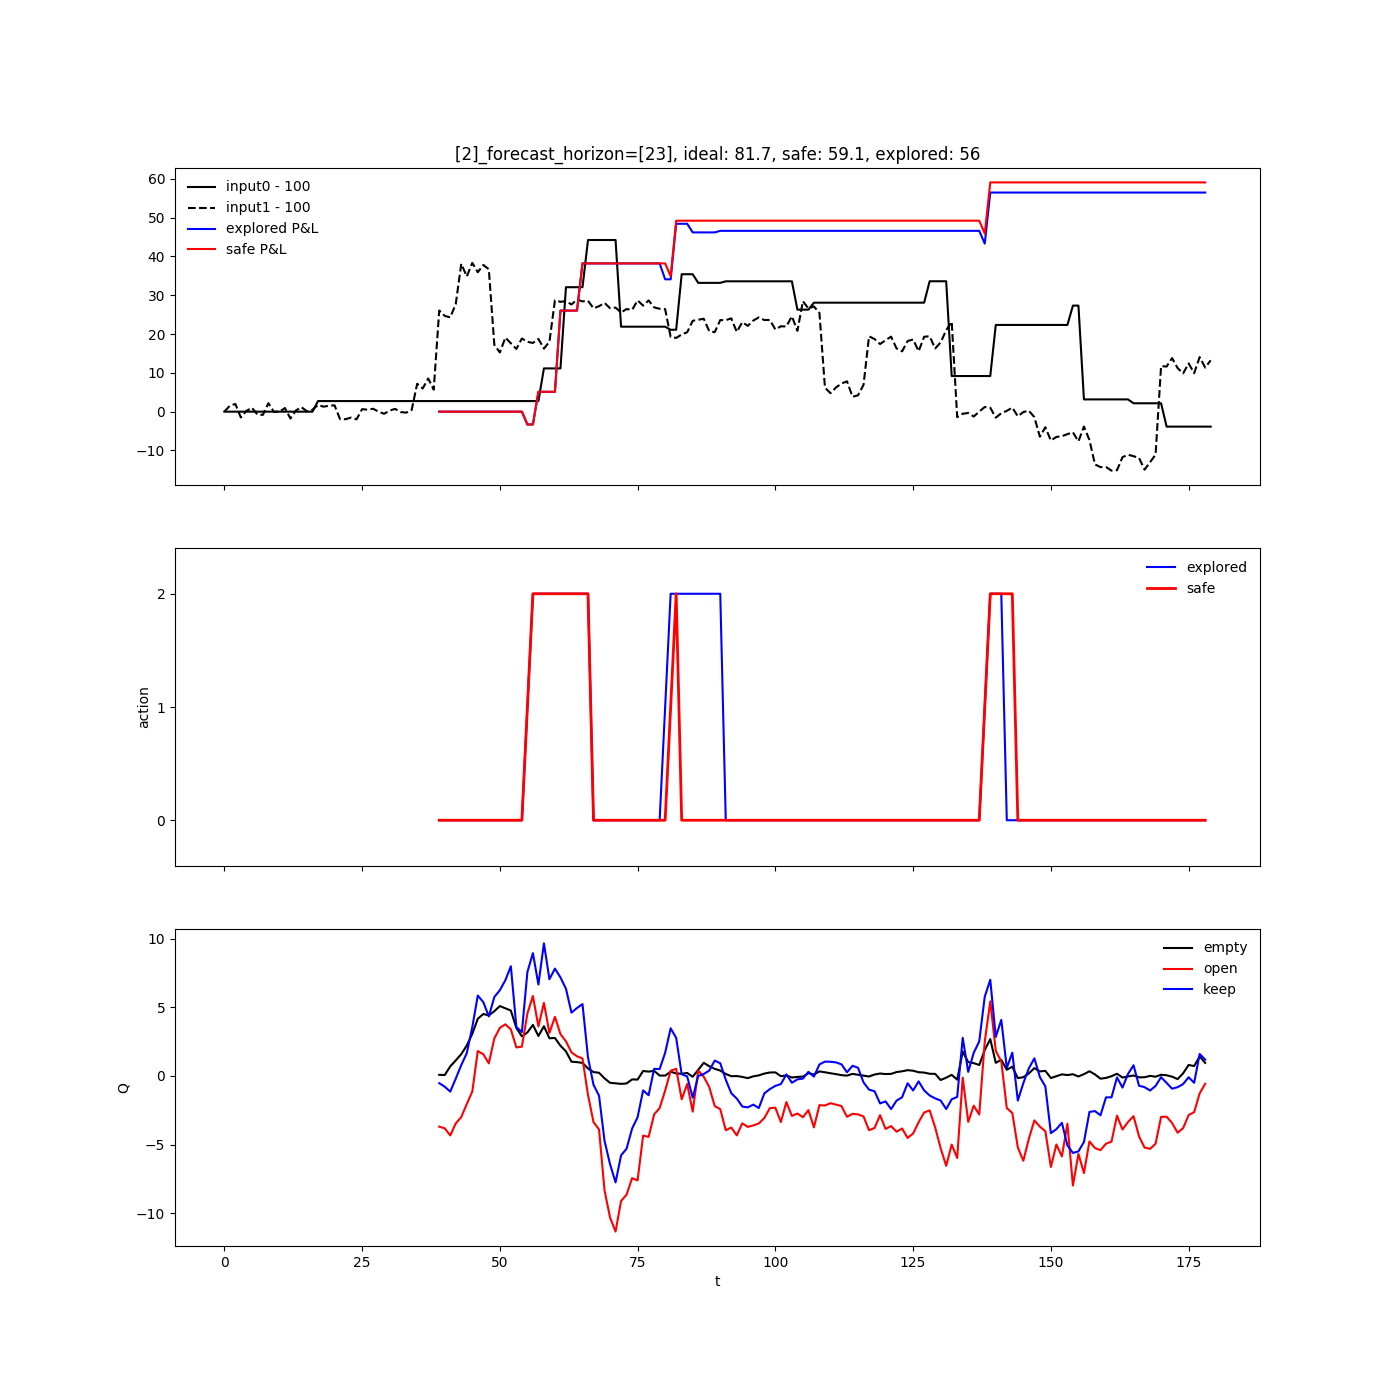 [2]_forecast_horizon=[23], ideal: 81.7, safe: 59.1, explored: 56
60
50
40
30
20
10
0
−10
input0 - 100
input1 - 100
explored P&L
safe P&L
2
1
0
action
explored
safe
10
5
0
−5
−10
Q
empty
open
keep
0 25 50 75 100 125 150 175
t